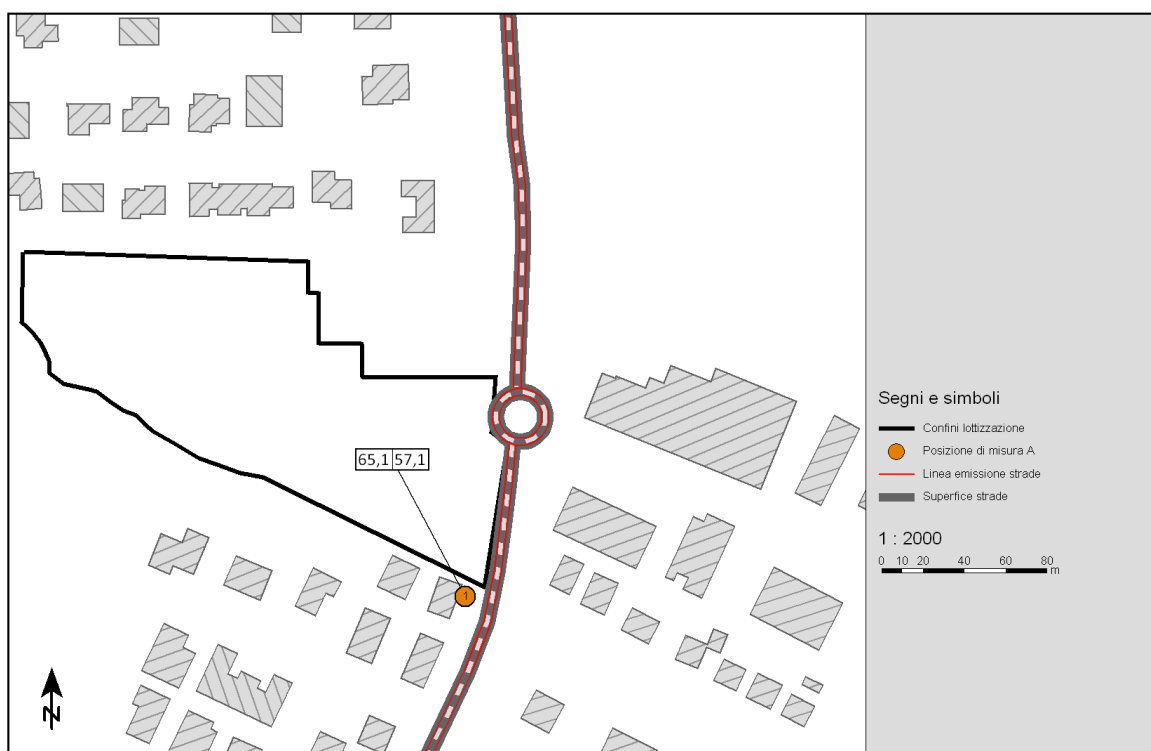 65,1 57,1
1
N
Segni e simboli
Confini lottizzazione
Posizione di misura A
Linea emissione strade
Superfice strade
1 : 2000
0 10 20 40 60 80
m